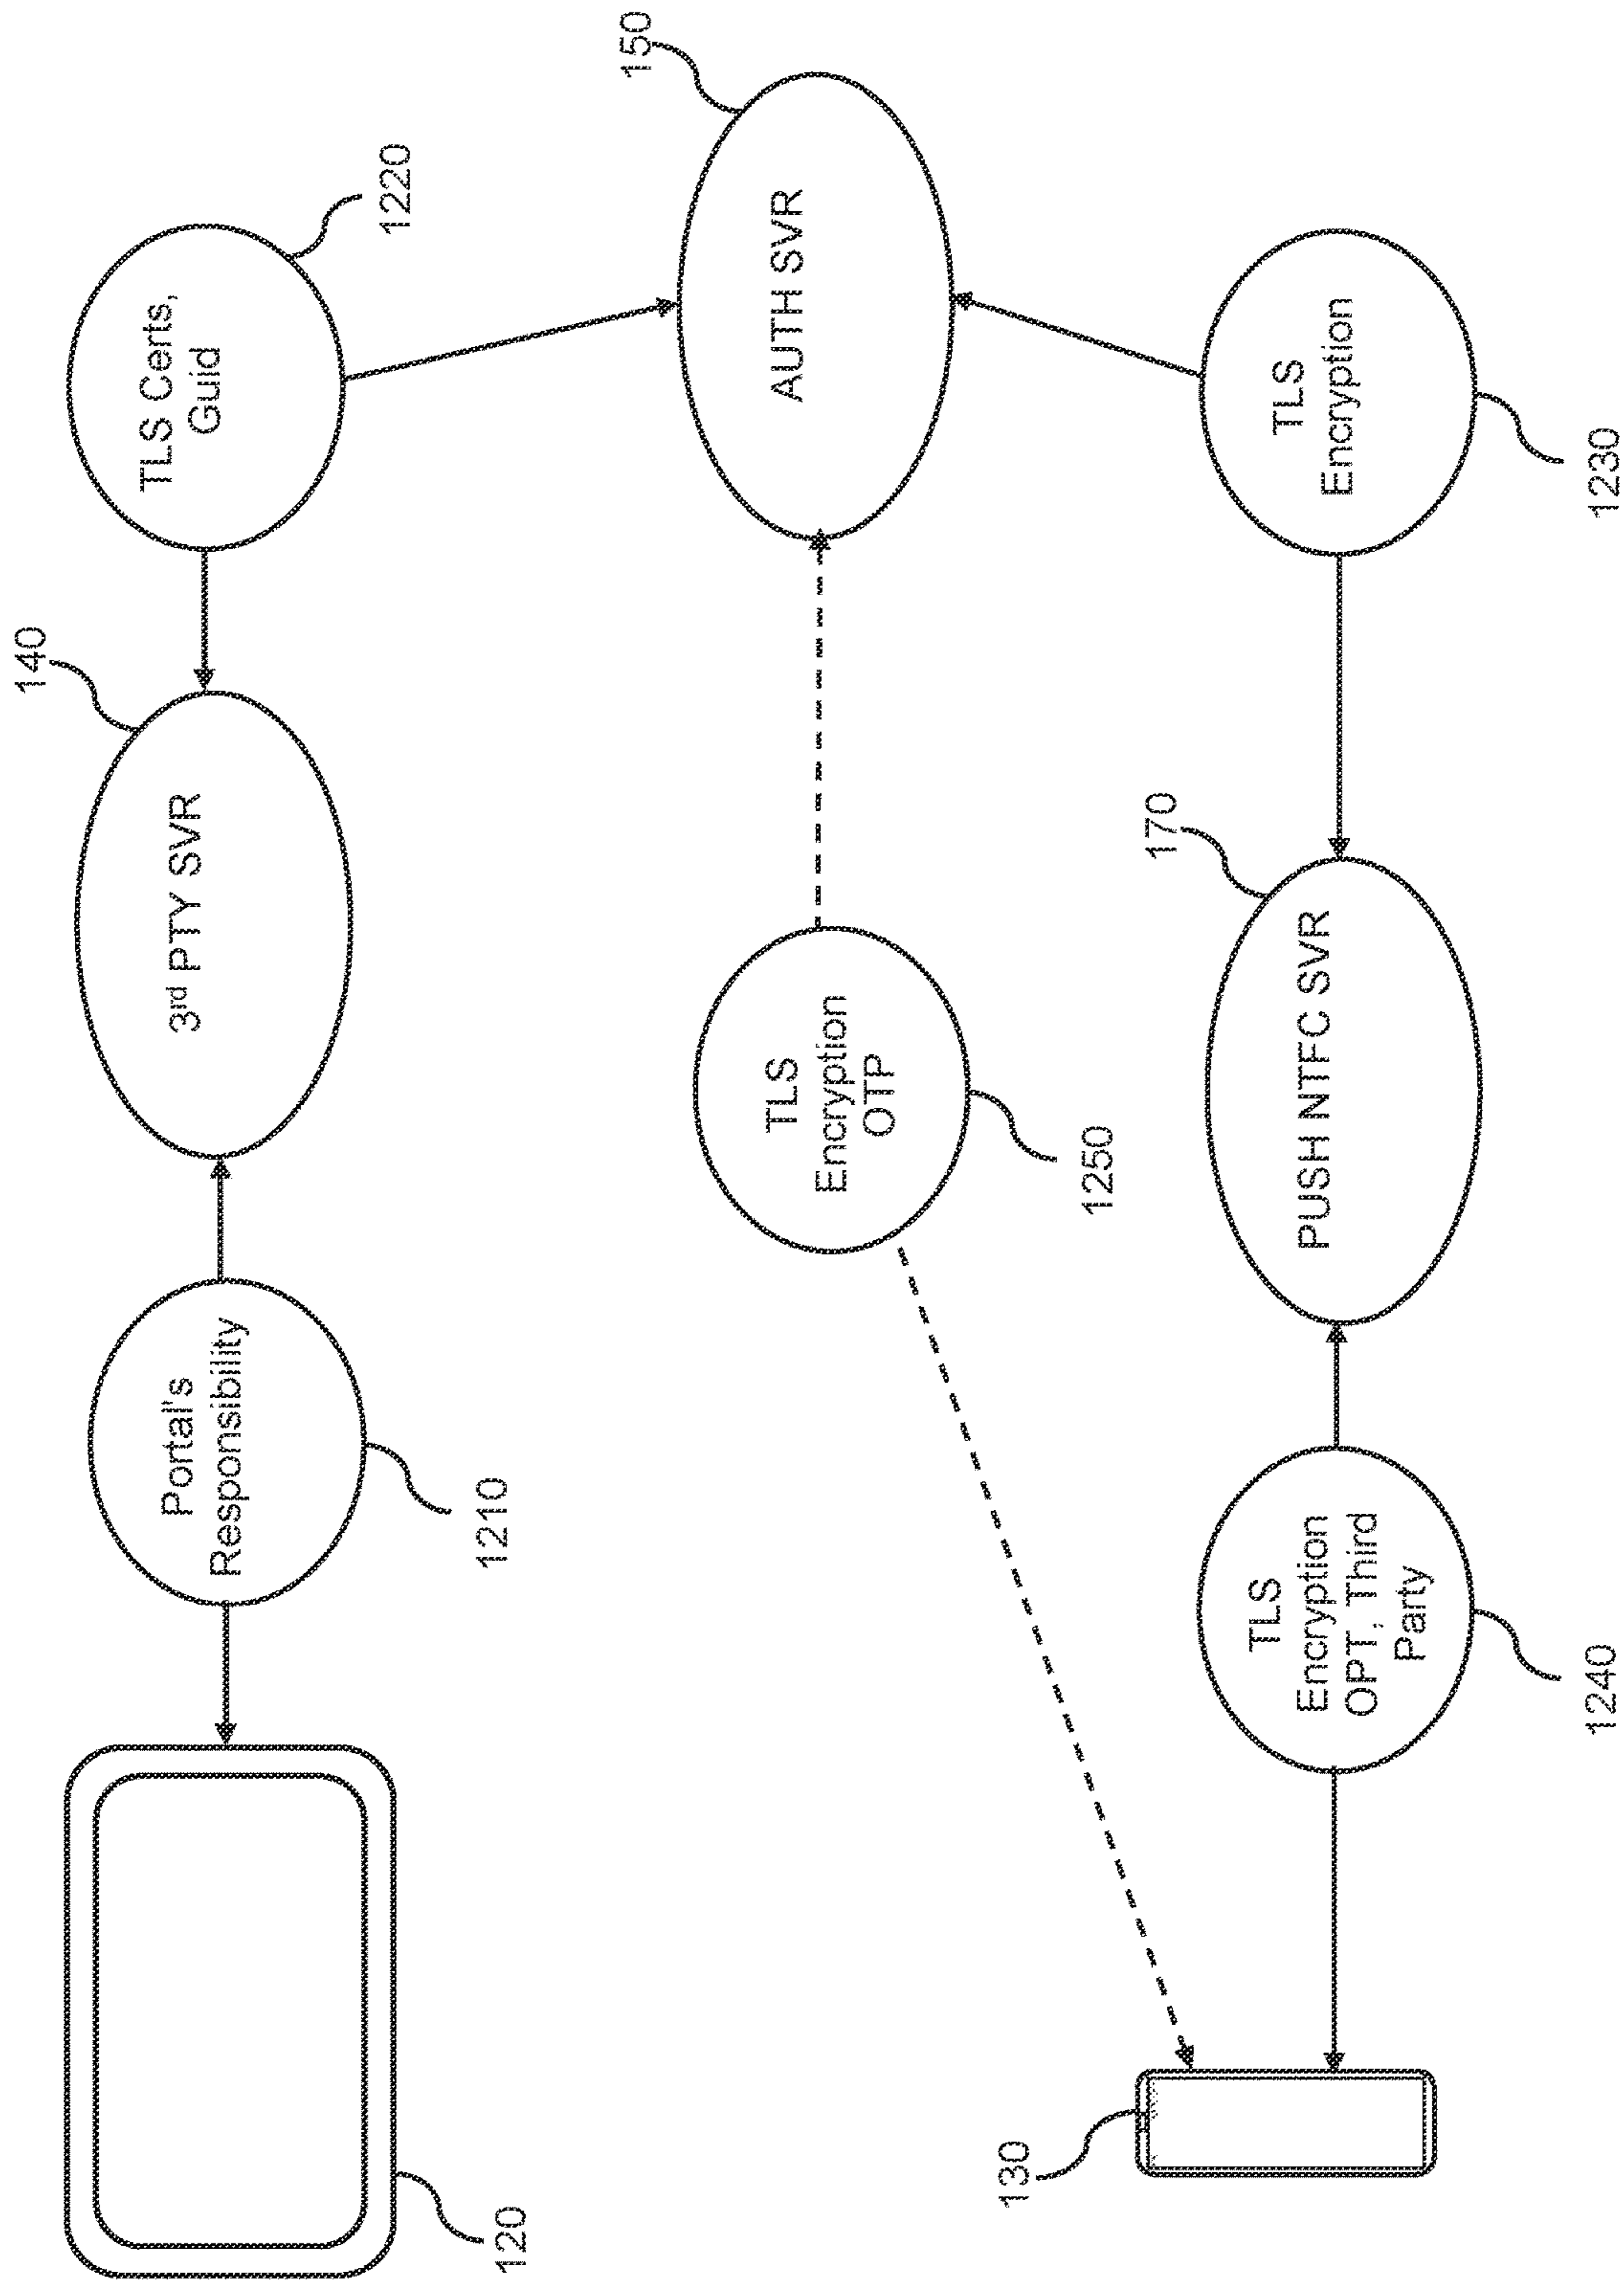 120
Portal's
Responsibility
1210
3rd PTY SVR
140
TLS Certs,
Guid
1220
TLS
Encryption
OTP
1250
AUTH SVR
150
130
TLS
Encryption
OPT, Third
Party
1240
PUSH NTFC SVR
170
TLS
Encryption
1230